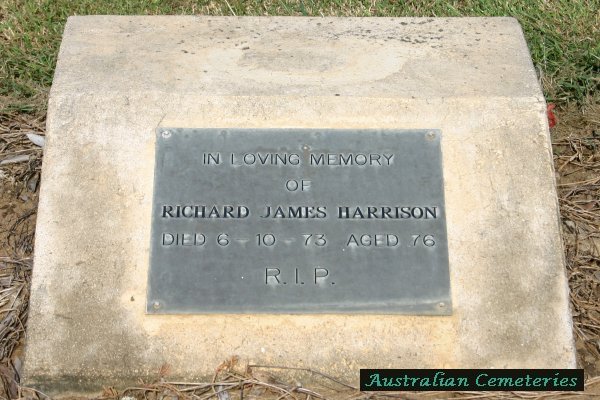 IN LOVING MEMORY
OF
RICHARD JAMES HARRISON
DIED 6-10-73 AGED 76
R.I.P.
Australian Cemeteries